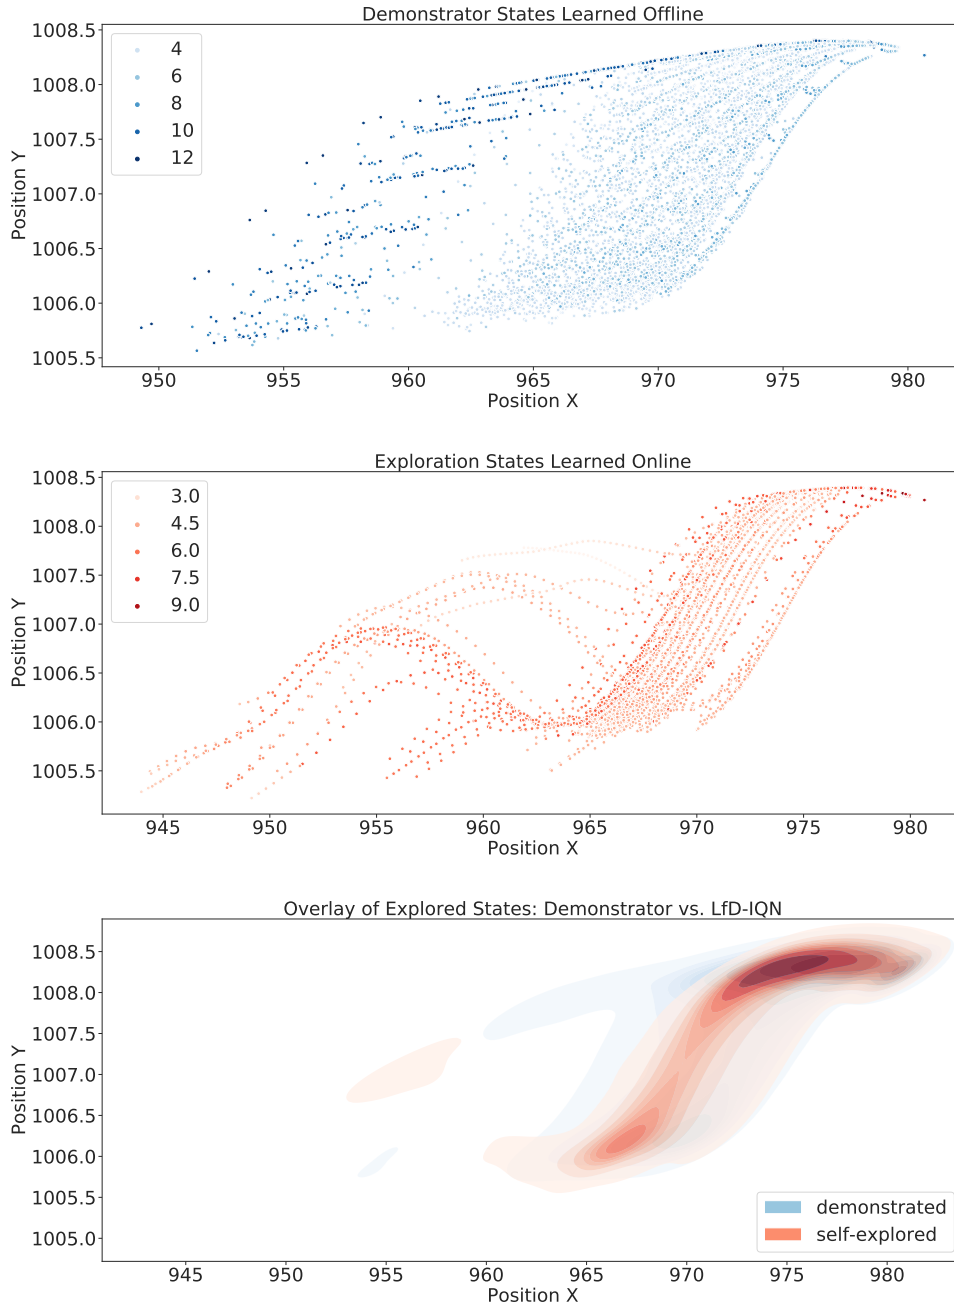 Demonstrator States Learned Offline
1008.5
1008.0
1007.5
1007.0
1006.5
1006.0
1005.5
Position Y
4
6
8
10
12
950 955 960 965 970 975 980
Position X
Exploration States Learned Online
1008.5
1008.0
1007.5
1007.0
1006.5
1006.0
1005.5
Position Y
3.0
4.5
6.0
7.5
9.0
945 950 955 960 965 970 975 980
Position X
Overlay of Explored States: Demonstrator vs. LfD-IQN
1008.5
1008.0
1007.5
1007.0
1006.5
1006.0
1005.5
1005.0
Position Y
demonstrated
self-explored
945 950 955 960 965 970 975 980
Position X